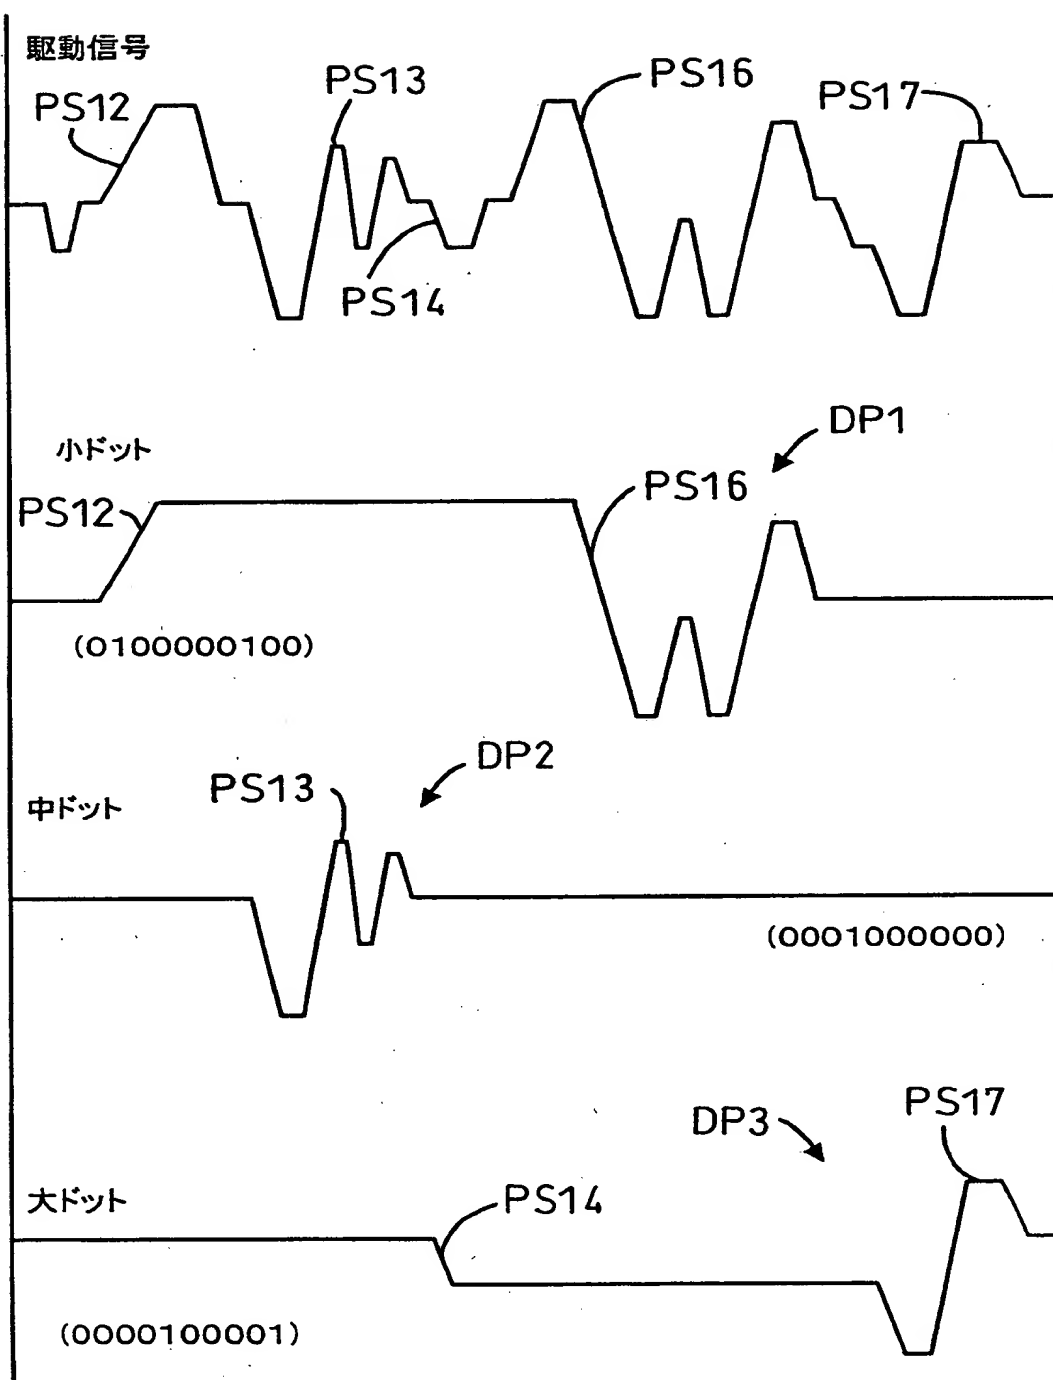 駆動信号
PS12
PS13
PS14
PS16
PS17
小ドット
PS12
PS16
DP1
(0100000100)
中ドット
PS13
DP2
(0001000000)
大ドット
PS14
DP3
PS17
(0000100001)